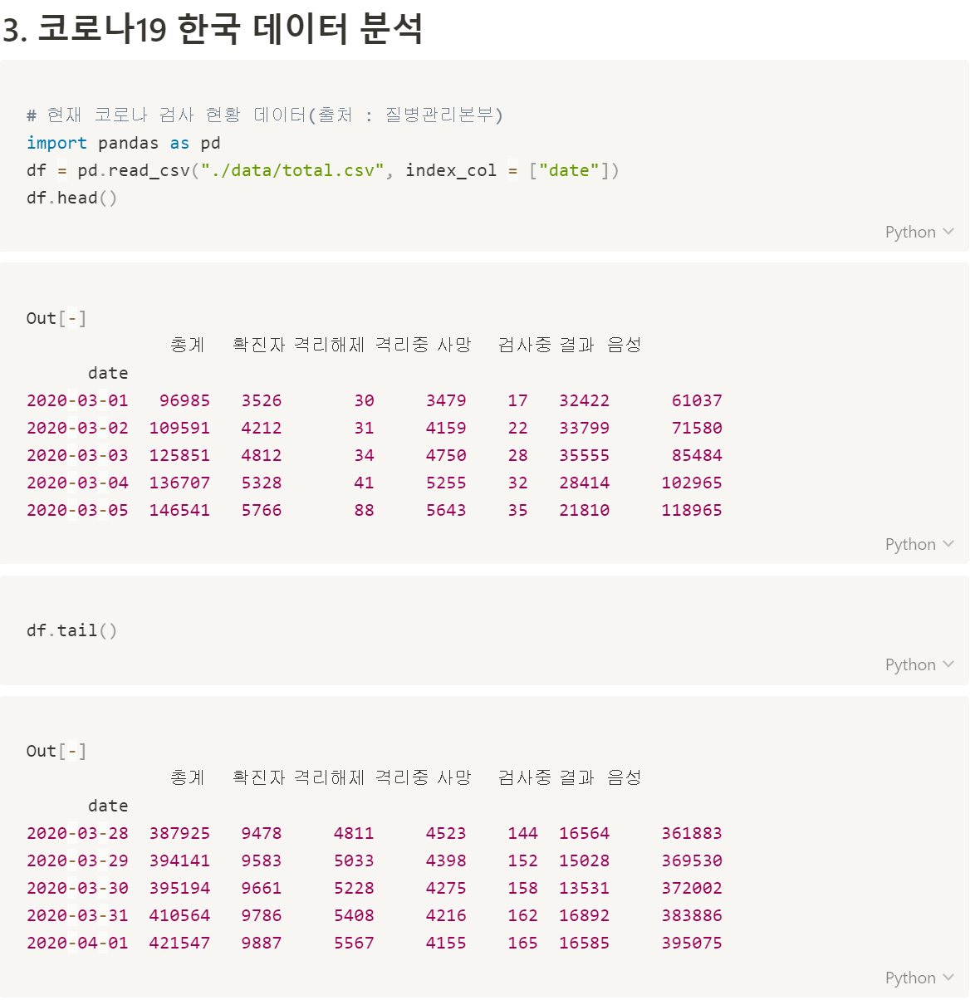 3. 코로나19 한국 데이터 분석
# 현재 코로나 검사 현황 데이터(출처 : 질병관리본부)
import pandas as pd
df = pd.read_csv("./data/total.csv", index_col = ["date"])
df.head()
Python
Out[-]
총계 확진자 격리해제 격리중 사망 검사중 결과 음성
date
2020-03-01 96985 3526 30 3479 17 32422 61037
2020-03-02 109591 4212 31 4159 22 33799 71580
2020-03-03 125851 4812 34 4750 28 35555 85484
2020-03-04 136707 5328 41 5255 32 28414 102965
2020-03-05 146541 5766 88 5643 35 21810 118965
Python
df.tail()
Python
Out[-]
총계 확진자 격리해제 격리중 사망 검사중 결과 음성
date
2020-03-28 387925 9478 4811 4523 144 16564 361883
2020-03-29 394141 9583 5033 4398 152 15028 369530
2020-03-30 395194 9661 5228 4275 158 13531 372002
2020-03-31 410564 9786 5408 4216 162 16892 383886
2020-04-01 421547 9887 5567 4155 165 16585 395075
Python